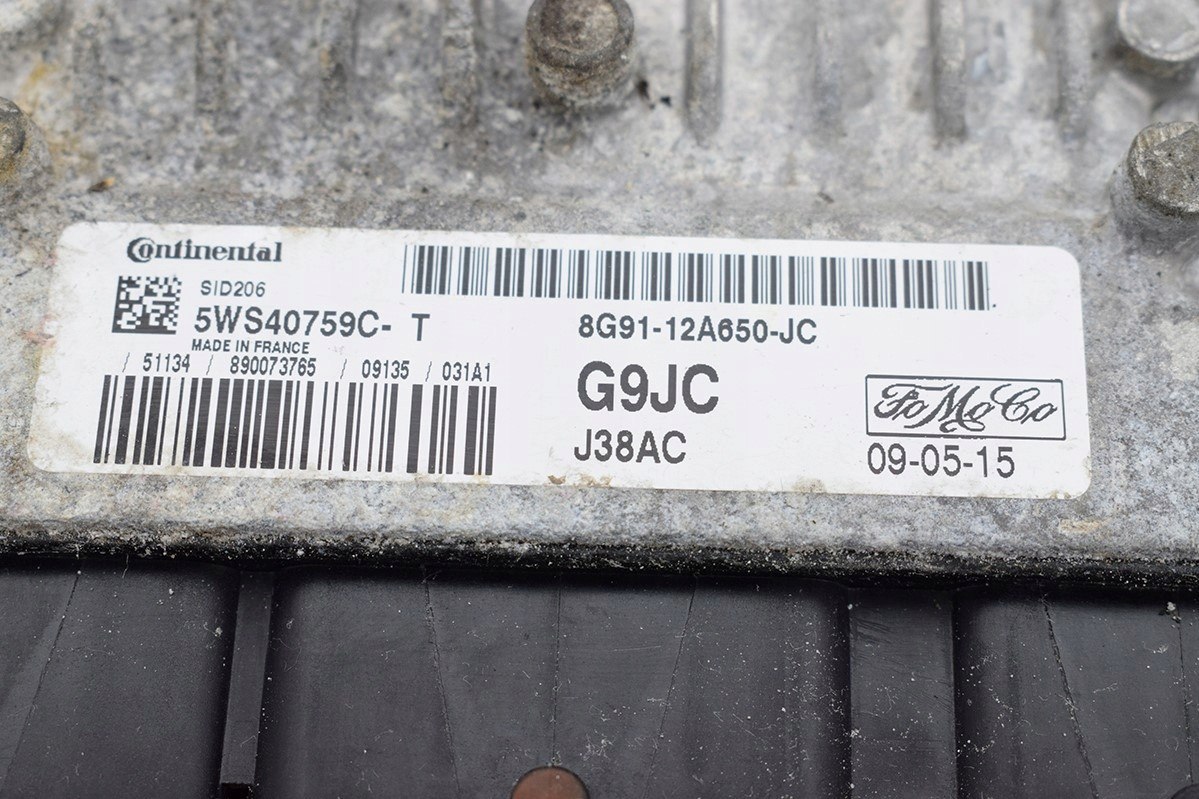 Continental
SID206
5WS40759C- T
MADE IN FRANCE
/ 51134 / 890073765 / 09135 / 031A1
8G91-12A650-JC
G9JC
J38AC
FoMoCo
09-05-15